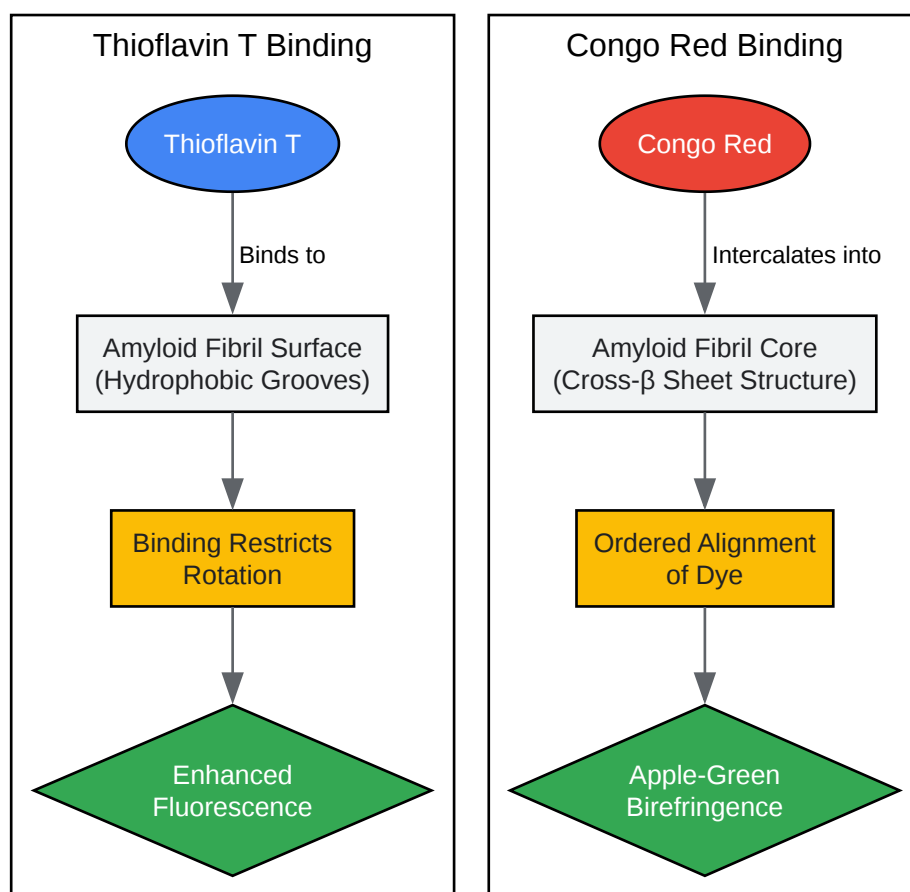 Thioflavin T Binding
Thioflavin T
Binds to
Amyloid Fibril Surface
(Hydrophobic Grooves)
Binding Restricts
Rotation
Enhanced
Fluorescence
Congo Red Binding
Congo Red
Intercalates into
Amyloid Fibril Core
(Cross-β Sheet Structure)
Ordered Alignment
of Dye
Apple-Green
Birefringence